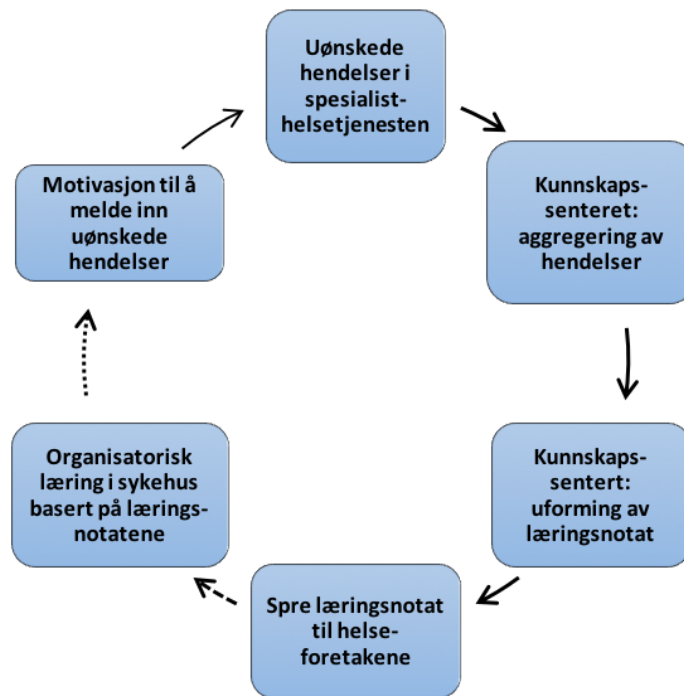 Uønskede
hendelser i
spesialist-
helsetjenesten
Kunnskaps-
senteret:
aggregering av
hendelser
Kunnskaps-
sentert:
uforming av
læringsnotat
Spre læringsnotat
til helse-
foretakene
Organisatorisk
læring i sykehus
basert på lærings-
notatene
Motivasjon til å
melde inn
uønskede
hendelser